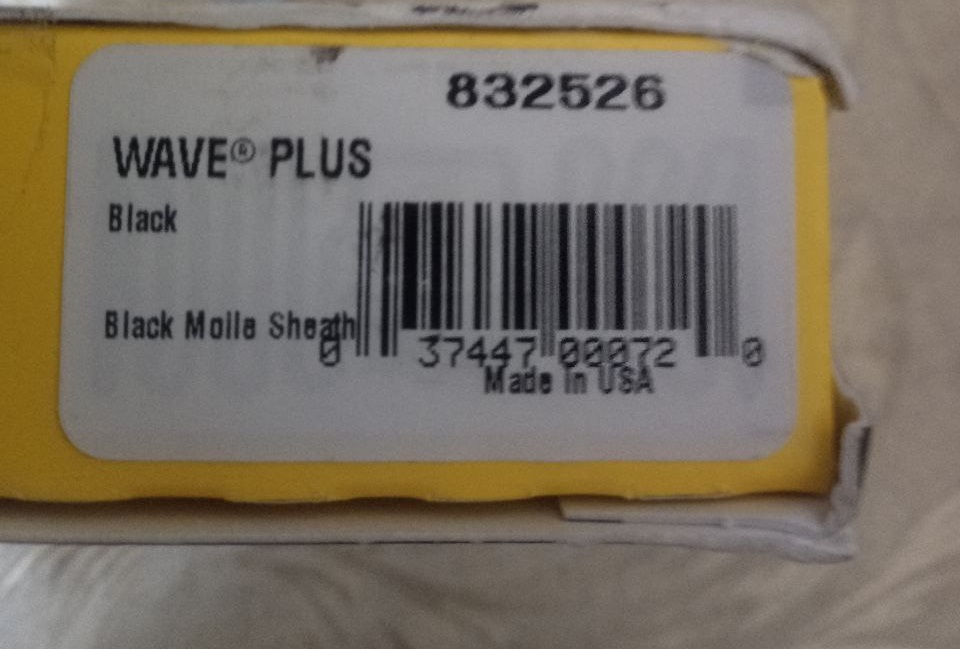 832526
WAVE® PLUS
Black
Black Molle Sheath
0 37447 00072 0
Made in USA